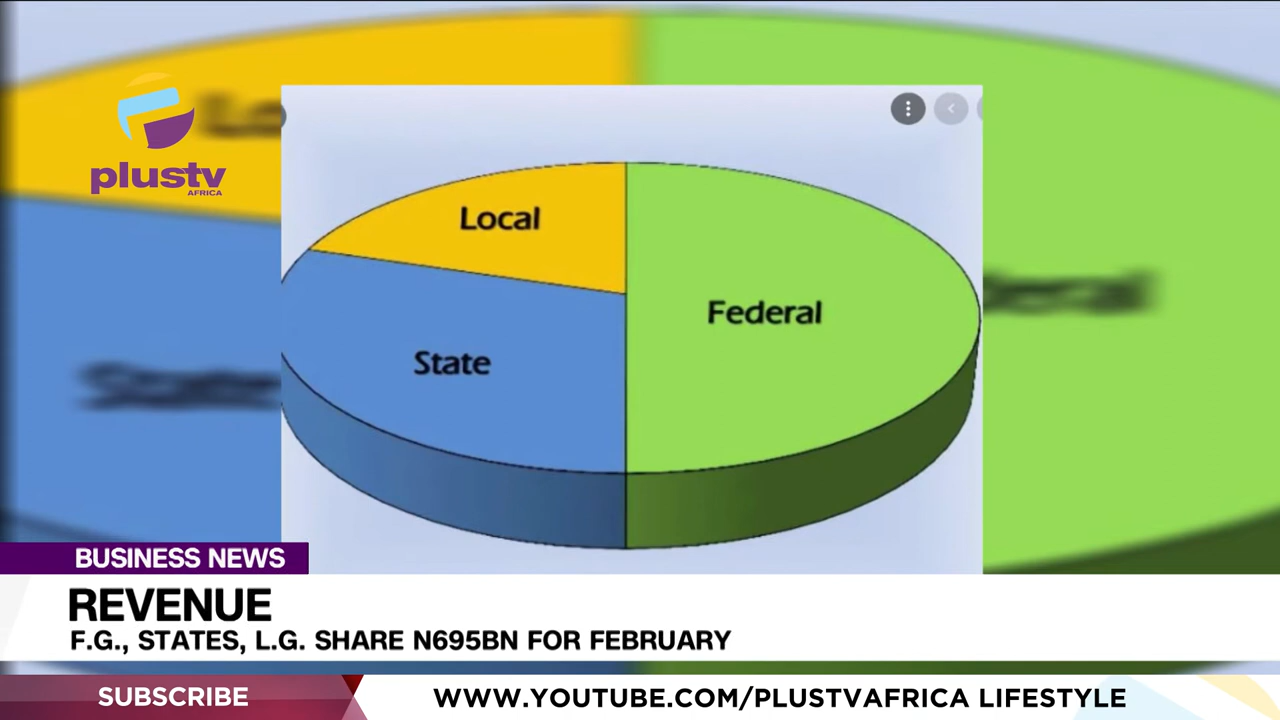 plustv
AFRICA
Local
Federal
State
BUSINESS NEWS
REVENUE
F.G., STATES, L.G. SHARE N695BN FOR FEBRUARY
SUBSCRIBE
WWW.YOUTUBE.COM/PLUSTVAFRICA LIFESTYLE